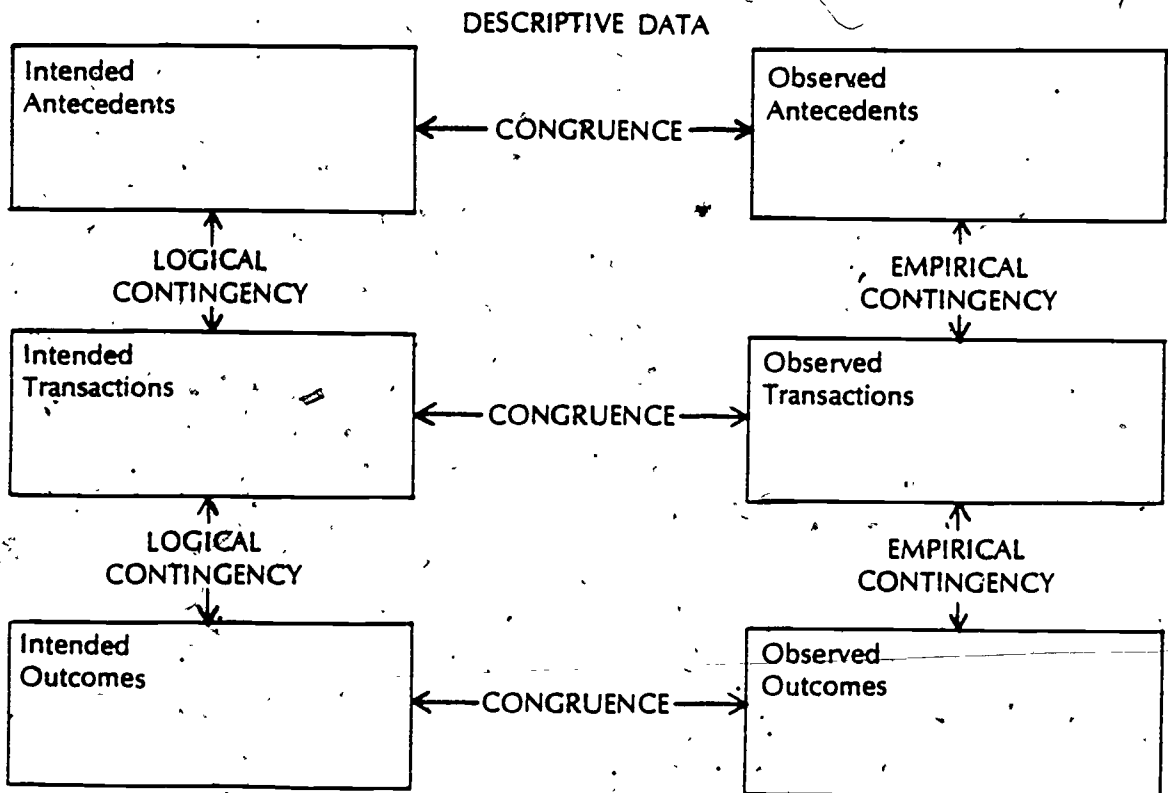 DESCRIPTIVE DATA
Intended
Antecedents
CONGRUENCE
Observed
Antecedents
LOGICAL
CONTINGENCY
EMPIRICAL
CONTINGENCY
Intended
Transactions
CONGRUENCE
Observed
Transactions
LOGICAL
CONTINGENCY
EMPIRICAL
CONTINGENCY
Intended
Outcomes
CONGRUENCE
Observed
Outcomes